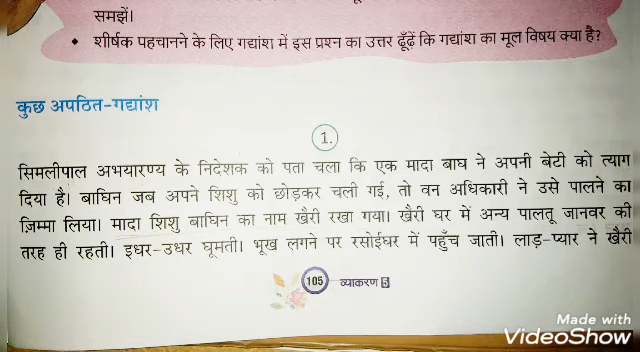 समझें।
• शीर्षक पहचानने के लिए गद्यांश में इस प्रश्न का उत्तर ढूँढ़ें कि गद्यांश का मूल विषय क्या है?
कुछ अपठित-गद्यांश
1.
सिमलीपाल अभयारण्य के निदेशक को पता चला कि एक मादा बाघ ने अपनी बेटी को त्याग
दिया है। बाघिन जब अपने शिशु को छोड़कर चली गई, तो वन अधिकारी ने उसे पालने का
ज़िम्मा लिया। मादा शिशु बाघिन का नाम खैरी रखा गया। खैरी घर में अन्य पालतू जानवर की
तरह ही रहती। इधर-उधर घूमती। भूख लगने पर रसोईघर में पहुँच जाती। लाड़-प्यार ने खैरी
105 व्याकरण 5
Made with
VideoShow